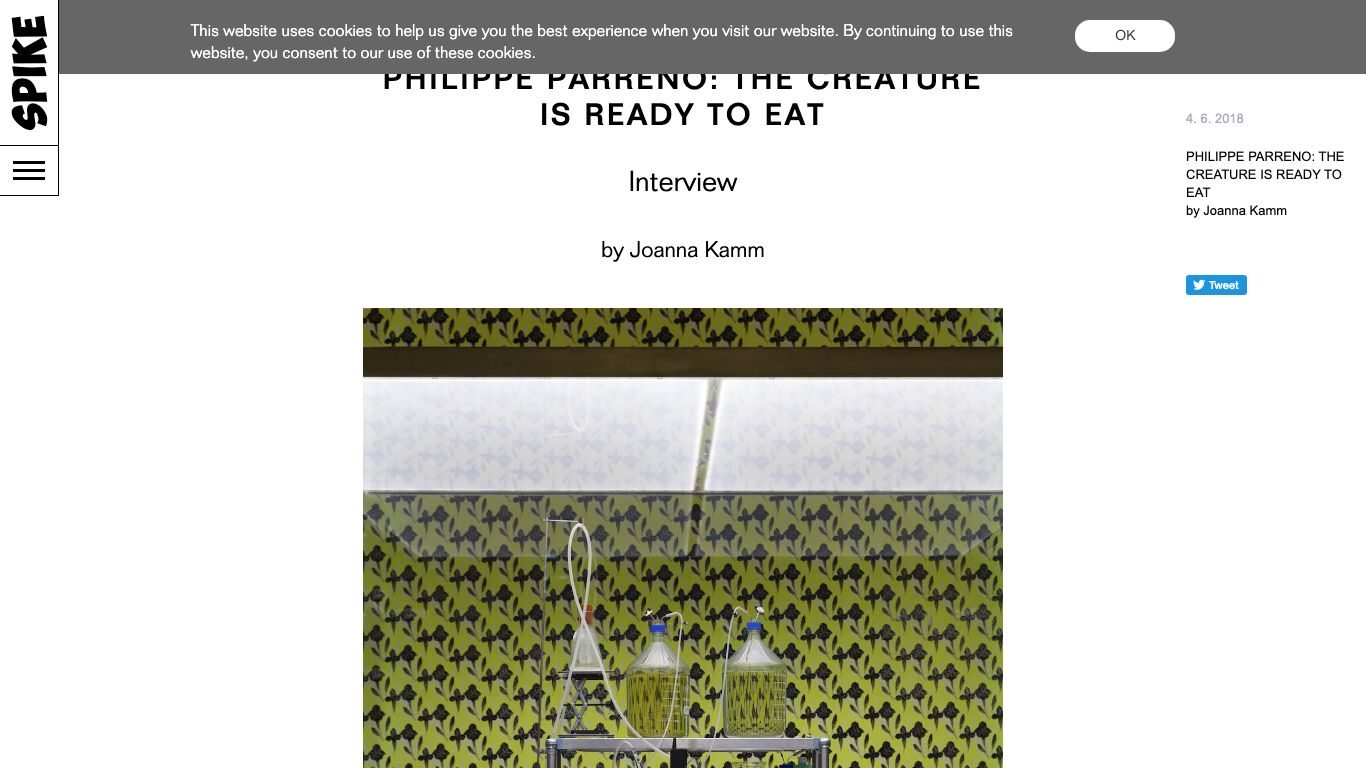 This website uses cookies to help us give you the best experience when you visit our website. By continuing to use this
website, you consent to our use of these cookies.
OK
SPIKE
PHILIPPE PARRENO: THE CREATURE
IS READY TO EAT
Interview
by Joanna Kamm
4. 6. 2018
PHILIPPE PARRENO: THE
CREATURE IS READY TO
EAT
by Joanna Kamm
Tweet